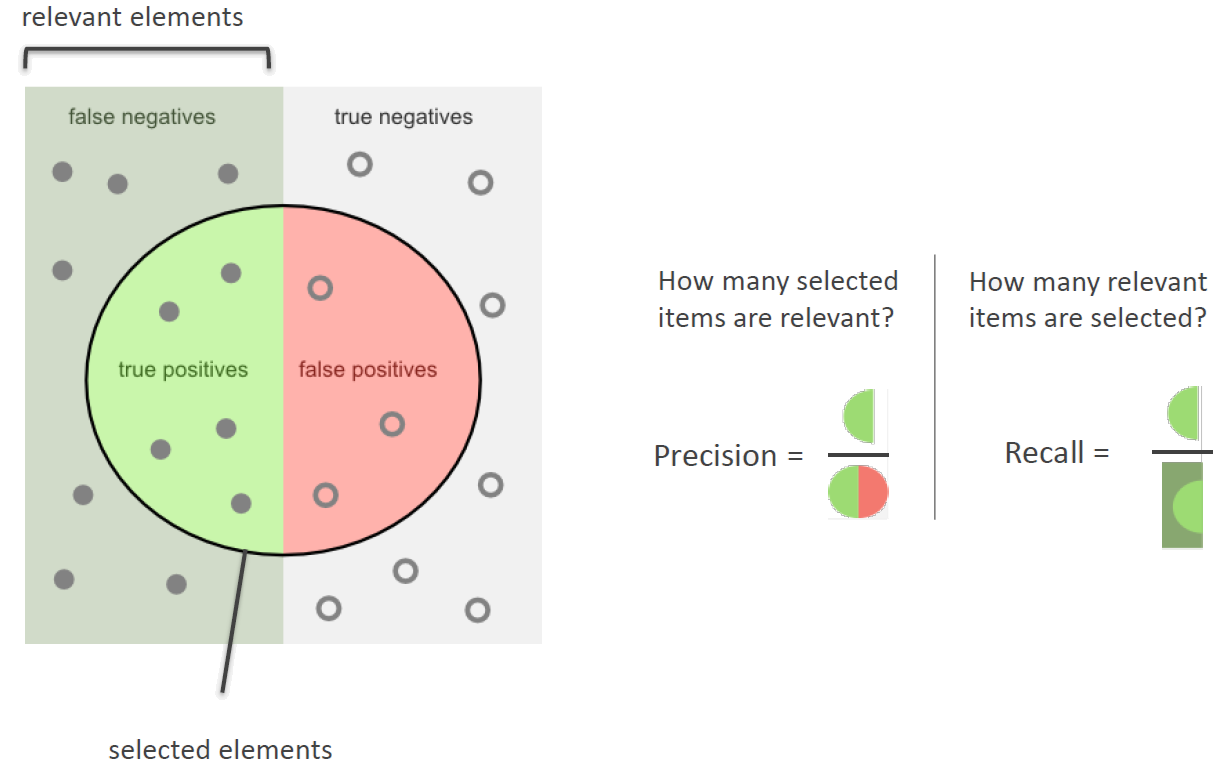 relevant elements
false negatives
true negatives
true positives
false positives
selected elements
How many selected
items are relevant?
Precision =
How many relevant
items are selected?
Recall =